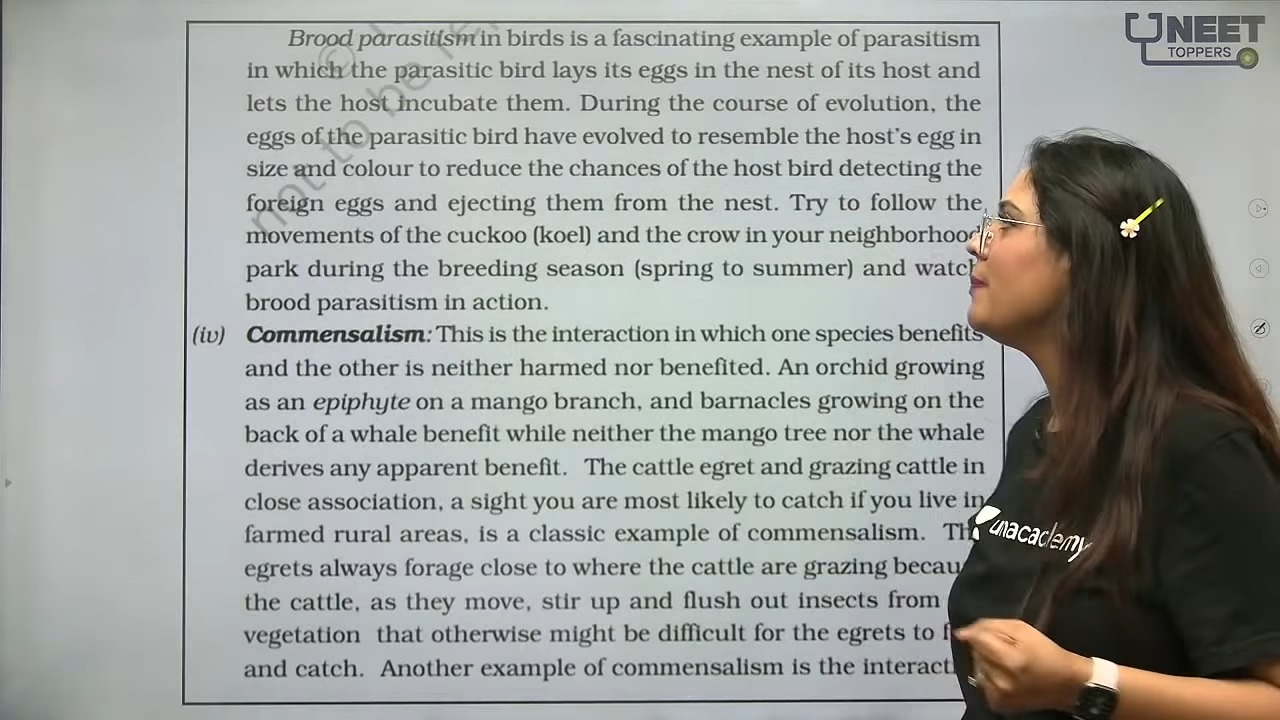 Brood parasitism in birds is a fascinating example of parasitism
in which the parasitic bird lays its eggs in the nest of its host and
lets the host incubate them. During the course of evolution, the
eggs of the parasitic bird have evolved to resemble the host's egg in
size and colour to reduce the chances of the host bird detecting the
foreign eggs and ejecting them from the nest. Try to follow the
movements of the cuckoo (koel) and the crow in your neighborhood
park during the breeding season (spring to summer) and watch
brood parasitism in action.
(iv) Commensalism: This is the interaction in which one species benefits
and the other is neither harmed nor benefited. An orchid growing
as an epiphyte on a mango branch, and barnacles growing on the
back of a whale benefit while neither the mango tree nor the whale
derives any apparent benefit. The cattle egret and grazing cattle in
close association, a sight you are most likely to catch if you live in
farmed rural areas, is a classic example of commensalism.
egrets always forage close to where the cattle are grazing
the cattle, as they move, stir up and flush out insects from
vegetation that otherwise might be difficult for the egrets to
and catch. Another example of commensalism is the
not to be
UNEET
TOPPERS
unacademy